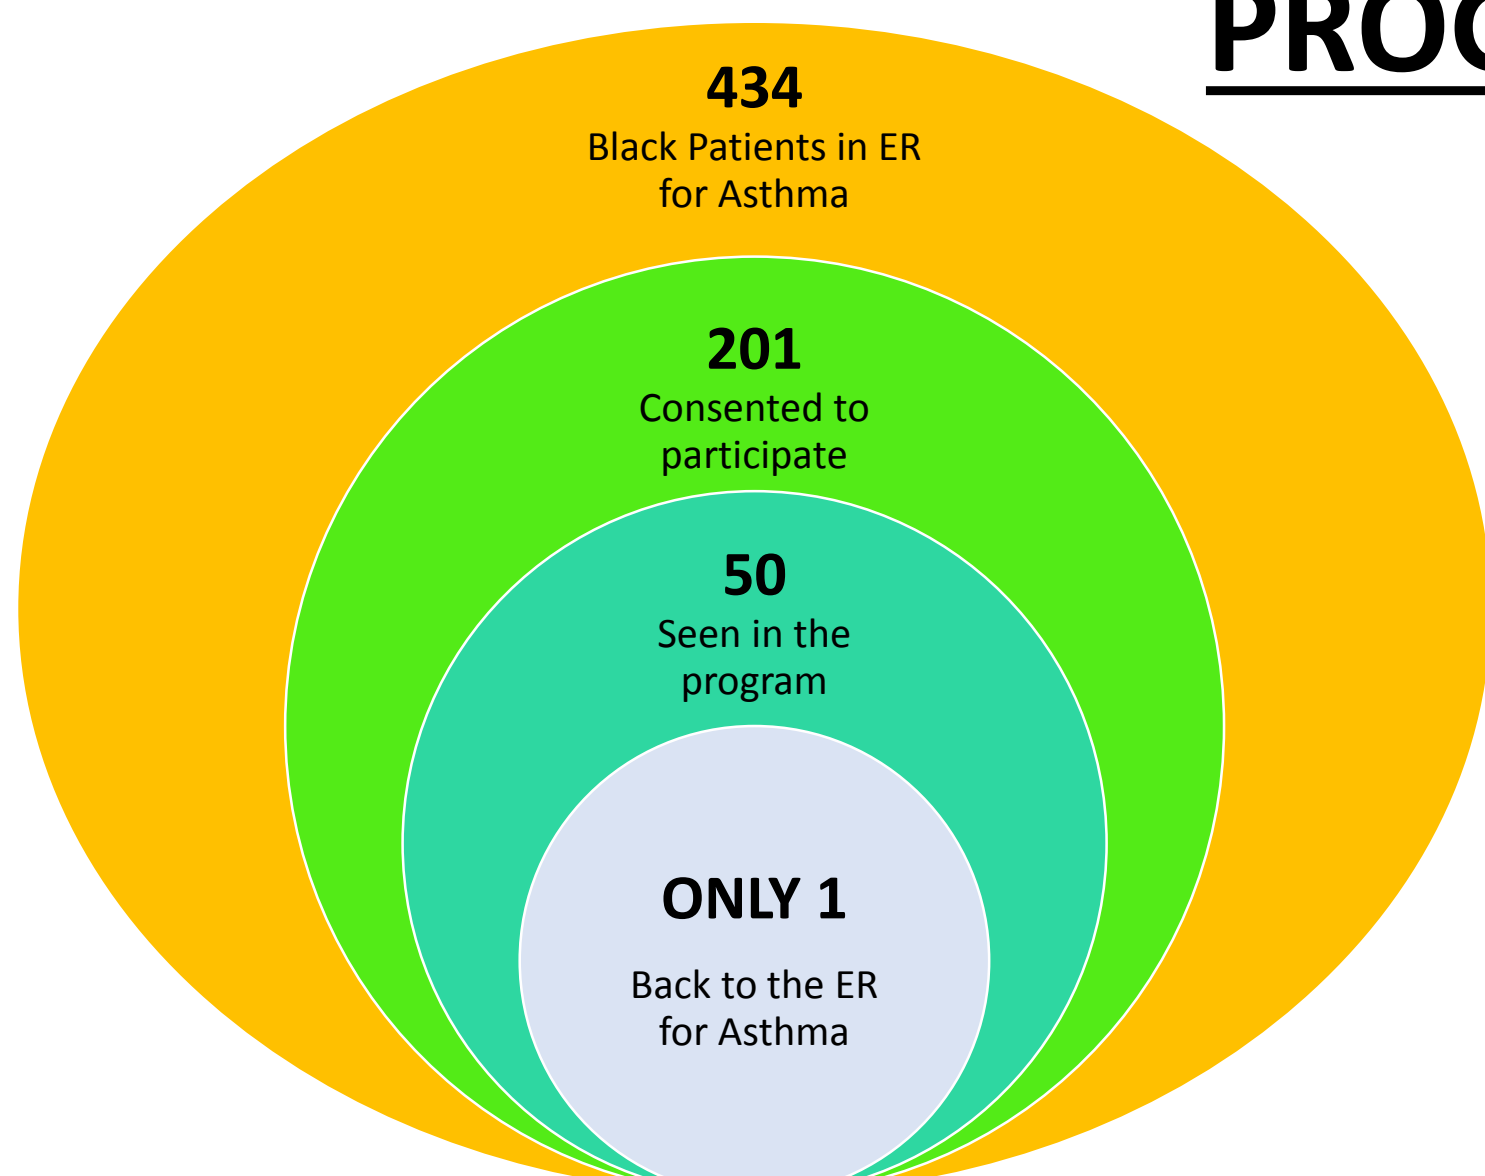 PROG
434
Black Patients in ER
for Asthma
201
Consented to
participate
50
Seen in the
program
ONLY 1
Back to the ER
for Asthma